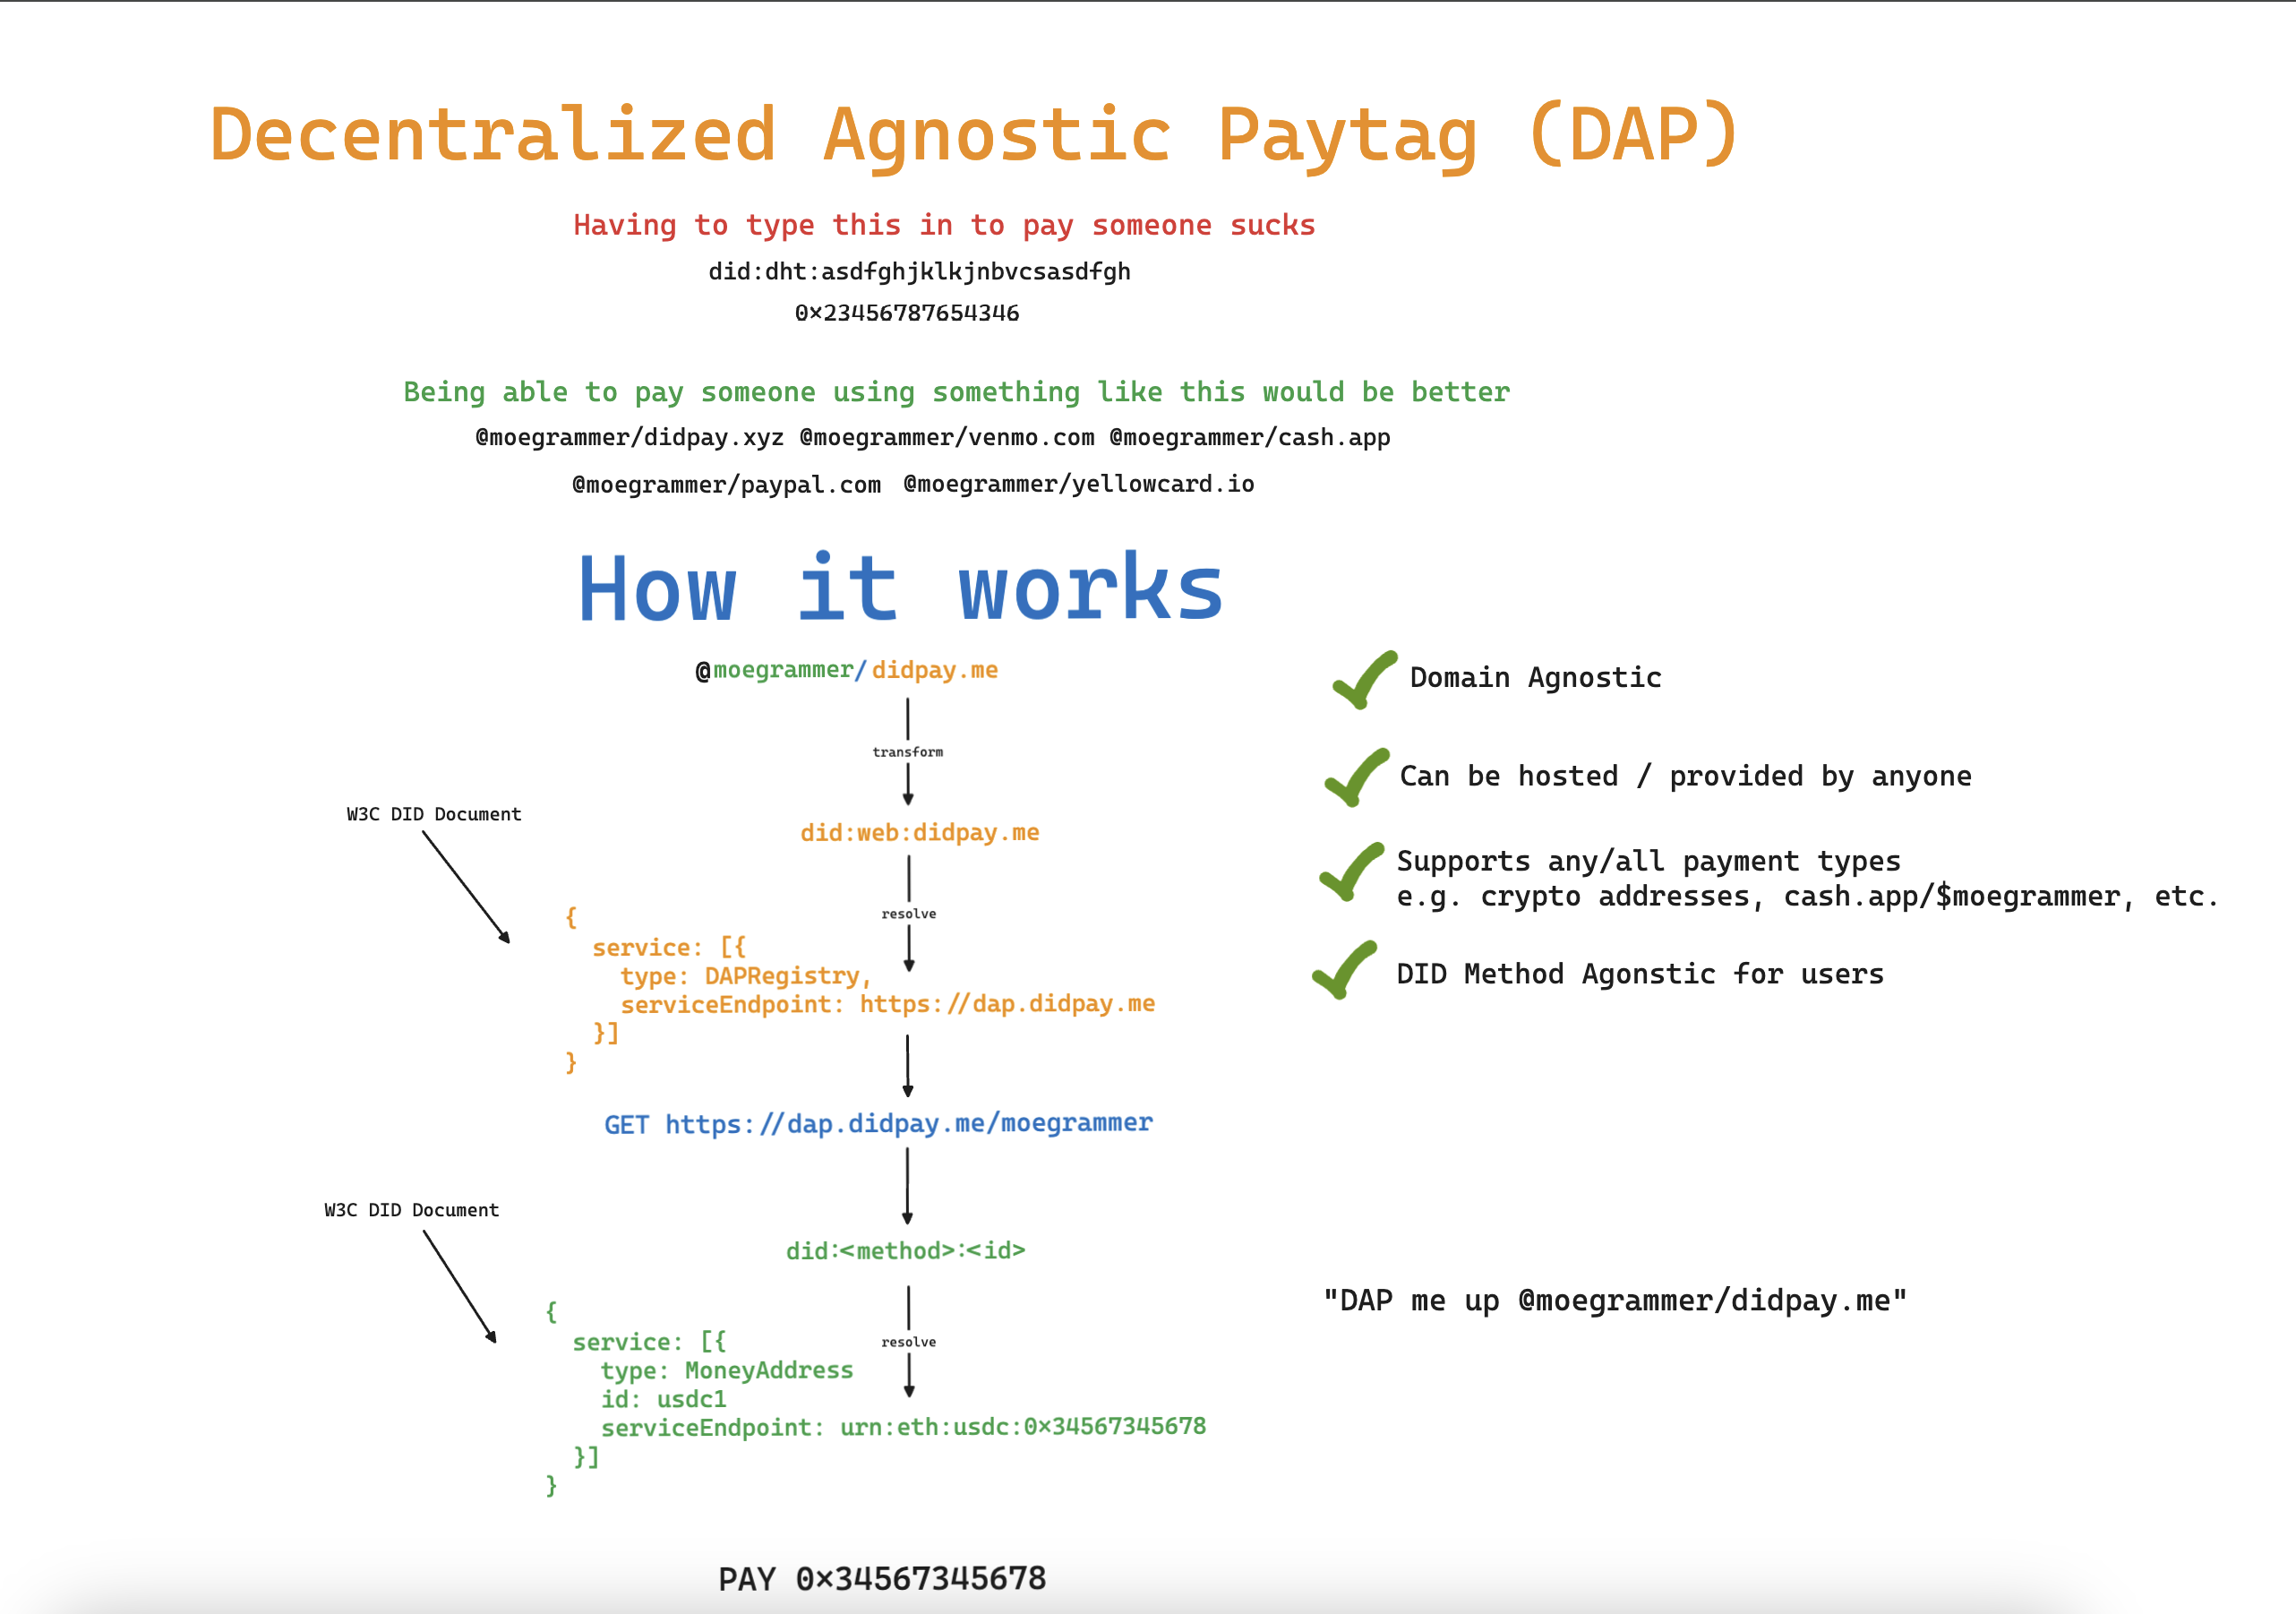 Decentralized Agnostic Paytag (DAP)
Having to type this in to pay someone sucks
did:dht:asdfghjklkjnbvcsasdfgh
0×23456787654346
Being able to pay someone using something like this would be better
@moegrammer/didpay.xyz @moegrammer/venmo.com @moegrammer/cash.app
@moegrammer/paypal.com @moegrammer/yellowcard.io
How it works
@moegrammer/didpay.me
transform
did:web:didpay.me
W3C DID Document
resolve
{
service: [{
type: DAPRegistry,
serviceEndpoint: https://dap.didpay.me
}]
}
GET https://dap.didpay.me/moegrammer
W3C DID Document
did:<method>:<id>
resolve
{
service: [{
type: MoneyAddress
id: usdc1
serviceEndpoint: urn:eth:usdc:0×34567345678
}]
}
PAY 0×34567345678
Domain Agnostic
Can be hosted / provided by anyone
Supports any/all payment types
e.g. crypto addresses, cash.app/$moegrammer, etc.
DID Method Agonstic for users
"DAP me up @moegrammer/didpay.me"